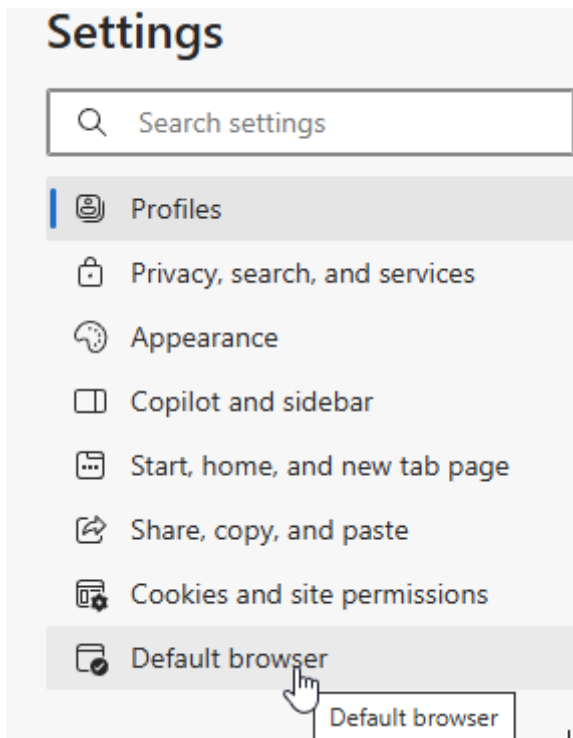 Settings
Search settings
Profiles
Privacy, search, and services
Appearance
Copilot and sidebar
Start, home, and new tab page
Share, copy, and paste
Cookies and site permissions
Default browser
Default browser